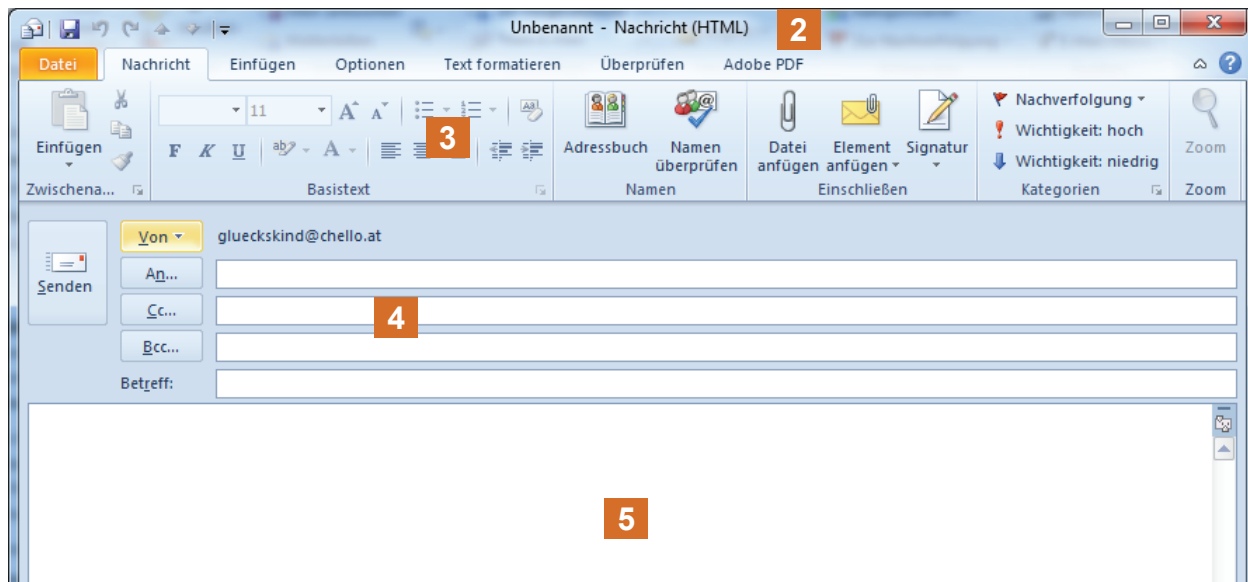 Unbenannt - Nachricht (HTML) 2
Datei Nachricht Einfügen Optionen Text formatieren Überprüfen Adobe PDF
Einfügen
Zwischena...
11 A A
3
F K U ab A
Basistext
Adressbuch Namen überprüfen
Namen
Datei anfügen Element anfügen Signatur
Einschließen
Nachverfolgung
Wichtigkeit: hoch
Wichtigkeit: niedrig
Kategorien
Zoom
Zoom
Senden
Von glueckskind@chello.at
An...
Cc... 4
Bcc...
Betreff:
5